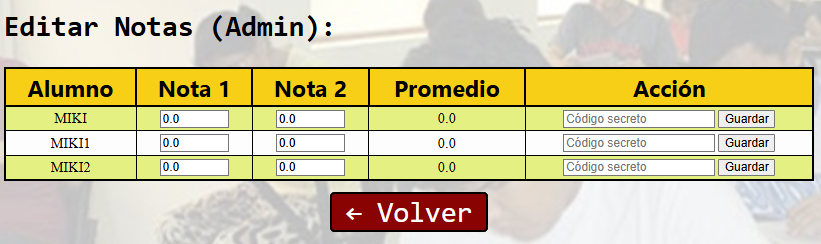 Editar Notas (Admin):
Alumno Nota 1 Nota 2 Promedio Acción
MIKI 0.0 0.0 0.0 Código secreto Guardar
MIKI1 0.0 0.0 0.0 Código secreto Guardar
MIKI2 0.0 0.0 0.0 Código secreto Guardar
← Volver